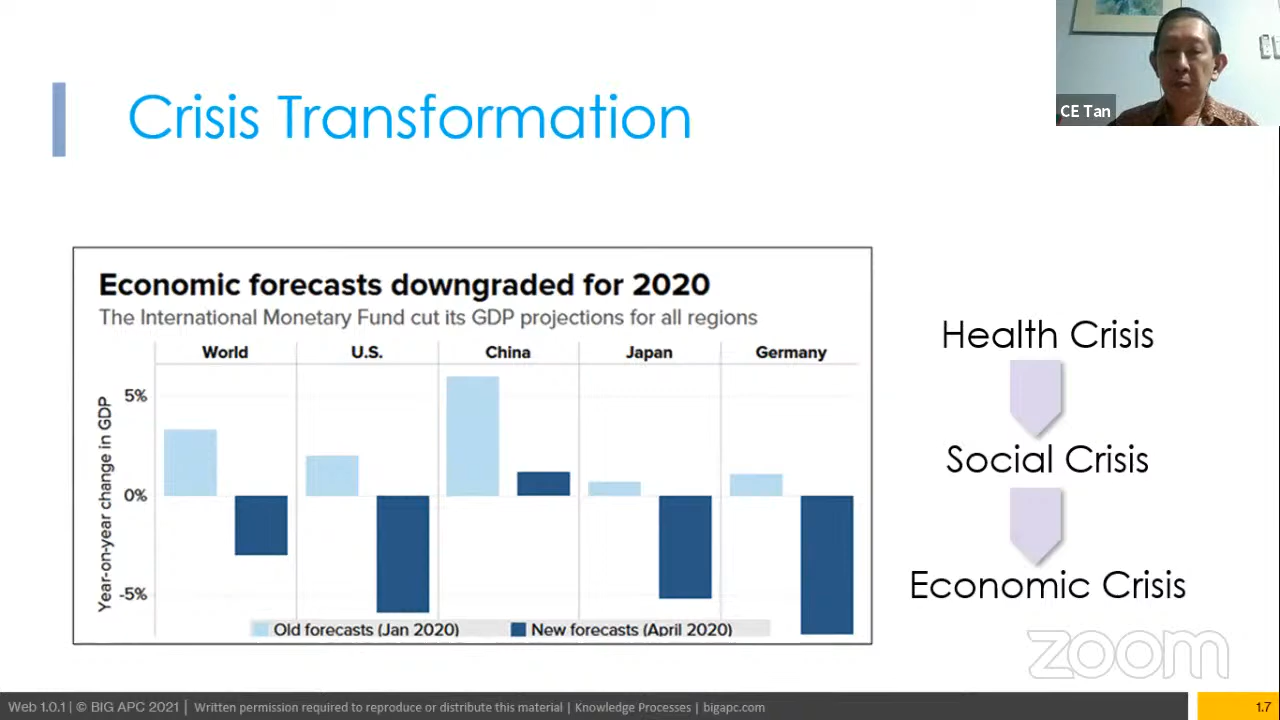 CE Tan
Crisis Transformation
Economic forecasts downgraded for 2020
The International Monetary Fund cut its GDP projections for all regions
World U.S. China Japan Germany
Year-on-year change in GDP
5%
0%
-5%
Old forecasts (Jan 2020) New forecasts (April 2020)
Health Crisis
Social Crisis
Economic Crisis
zoom
Web 1.0.1 | © BIG APC 2021 | Written permission required to reproduce or distribute this material | Knowledge Processes | bigapc.com
1.7